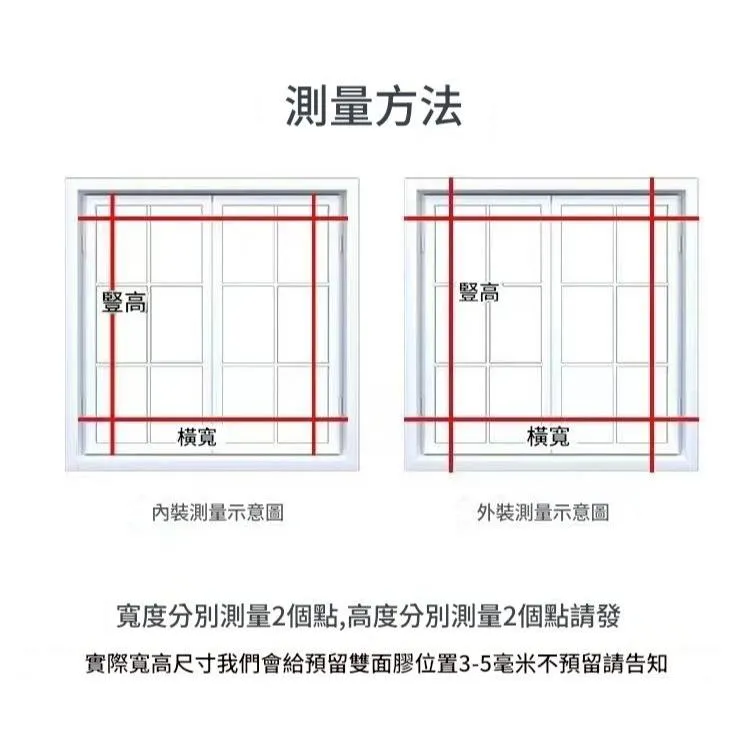 測量方法
豎高
豎高
橫寬
橫寬
內裝測量示意圖
外裝測量示意圖
寬度分別測量2個點,高度分別測量2個點請發
實際寬高尺寸我們會給預留雙面膠位置3-5毫米不預留請告知